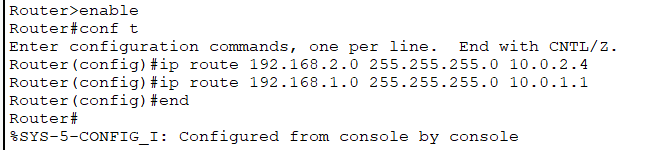 Router>enable
Router#conf t
Enter configuration commands, one per line.  End with CNTL/Z.
Router(config)#ip route 192.168.2.0 255.255.255.0 10.0.2.4
Router(config)#ip route 192.168.1.0 255.255.255.0 10.0.1.1
Router(config)#end
Router#
%SYS-5-CONFIG_I: Configured from console by console